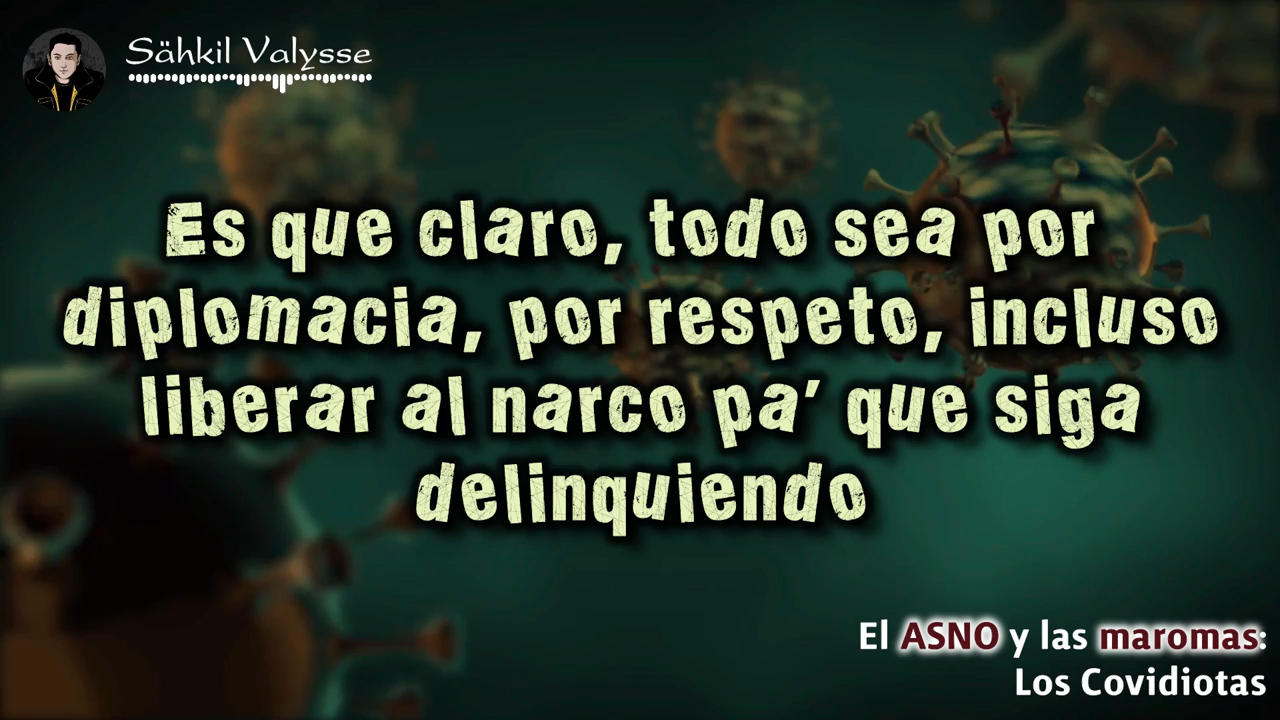 Sähkil Valysse
Es que claro, todo sea por
diplomacia, por respeto, incluso
liberar al narco pa' que siga
delinquiendo
El ASNO y las maromas:
Los Covidiotas